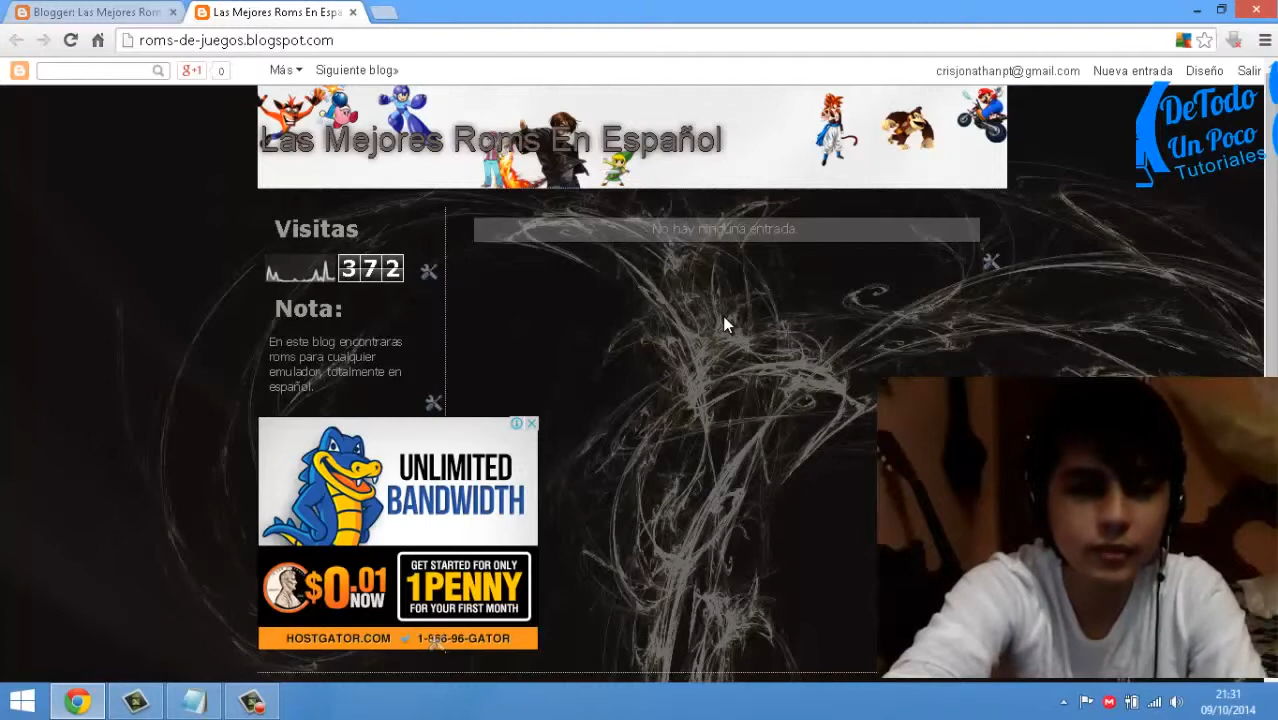 Blogger: Las Mejores Rom
Las Mejores Roms En Espa
roms-de-juegos.blogspot.com
g+1 0
Más
Siguiente blog»
crisjonathanpt@gmail.com
Nueva entrada
Diseño
Salir
DeTodo
Un Poco
Tutoriales
Las Mejores Roms En Español
Visitas
372
No hay ninguna entrada.
Nota:
En este blog encontraras
roms para cualquier
emulador, totalmente en
español.
UNLIMITED
BANDWIDTH
$0.01
NOW
GET STARTED FOR ONLY
1 PENNY
FOR YOUR FIRST MONTH
HOSTGATOR.COM
1-866-96-GATOR
21:31
09/10/2014